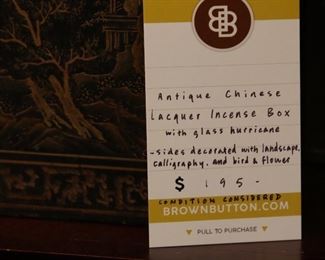 BB
Antique Chinese
Lacquer Incense Box
with glass hurricane
-sides decorated with landscape,
calligraphy, and bird & flower
$ 195-
CONDITION CONSIDERED
BROWNBUTTON.COM
PULL TO PURCHASE